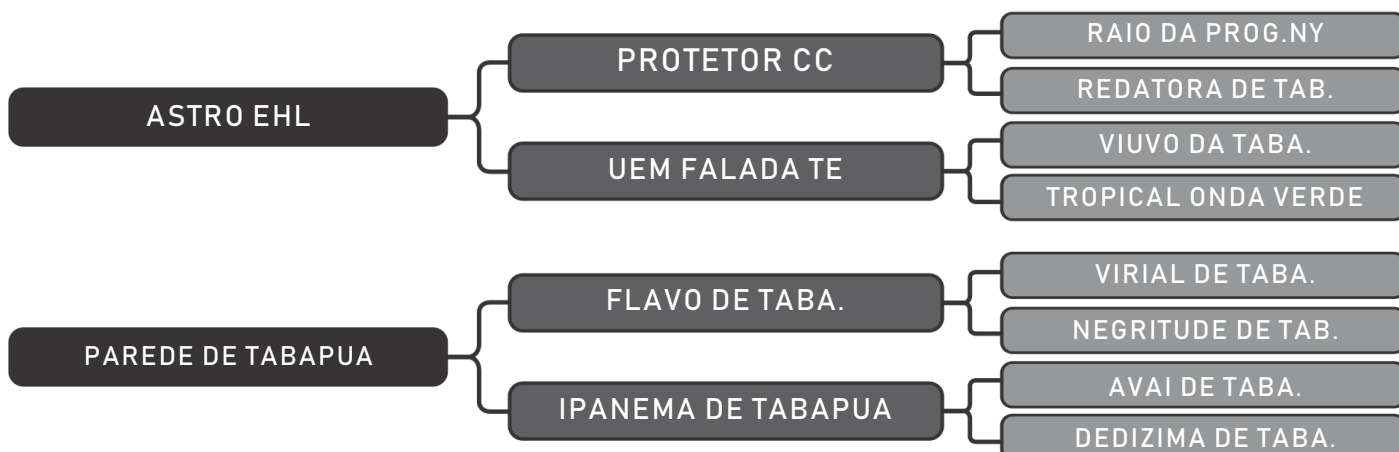 ASTRO EHL
PROTETOR CC
RAIO DA PROG.NY
REDATORA DE TAB.
UEM FALADA TE
VIUVO DA TABA.
TROPICAL ONDA VERDE
PAREDE DE TABAPUA
FLAVO DE TABA.
VIRIAL DE TABA.
NEGRITUDE DE TAB.
IPANEMA DE TABAPUA
AVAI DE TABA.
DEDIZIMA DE TABA.